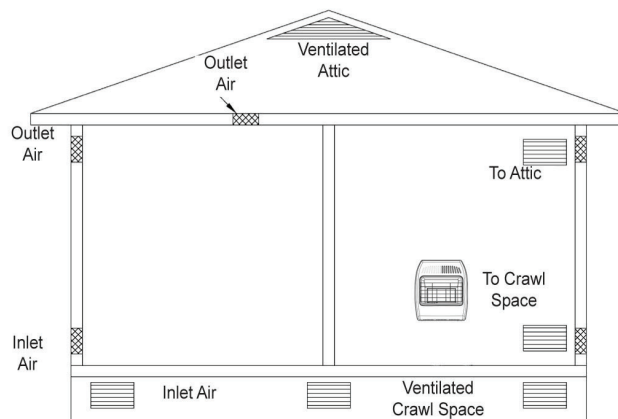 Ventilated
Attic
Outlet
Air
Outlet
Air
To Attic
To Crawl
Space
Inlet
Air
Inlet Air
Ventilated
Crawl Space